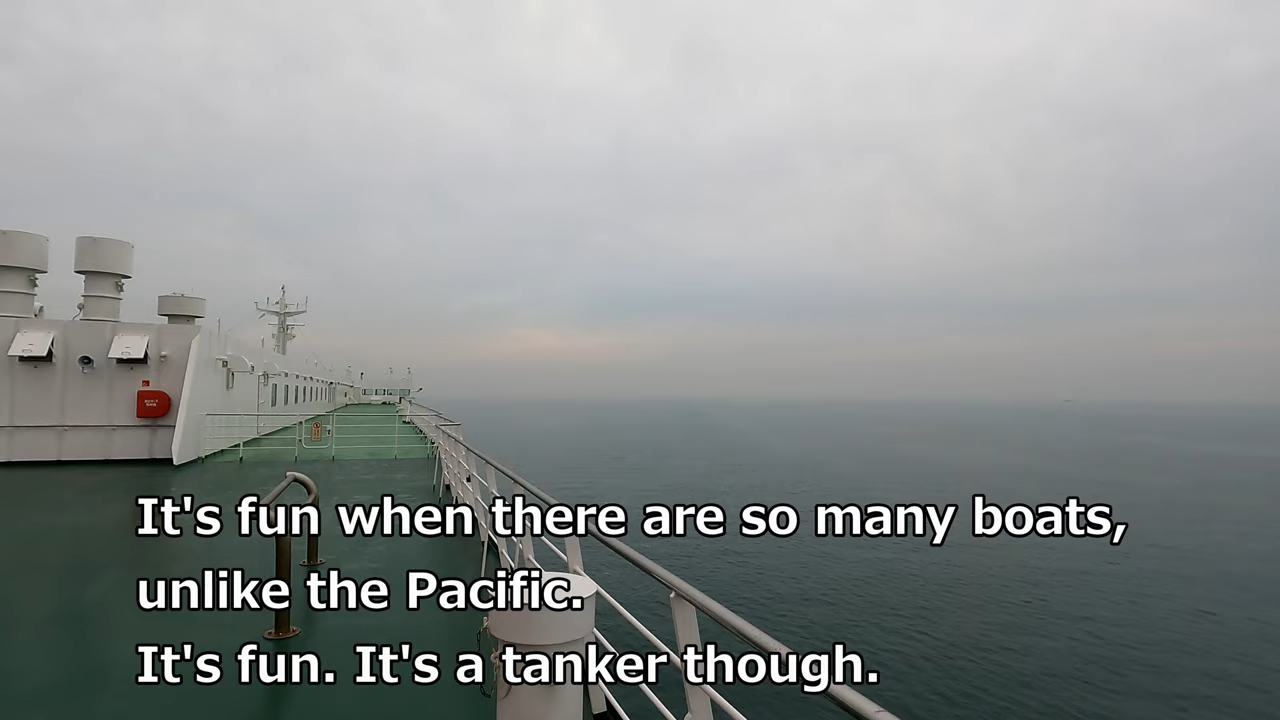 It's fun when there are so many boats,
unlike the Pacific.
It's fun. It's a tanker though.